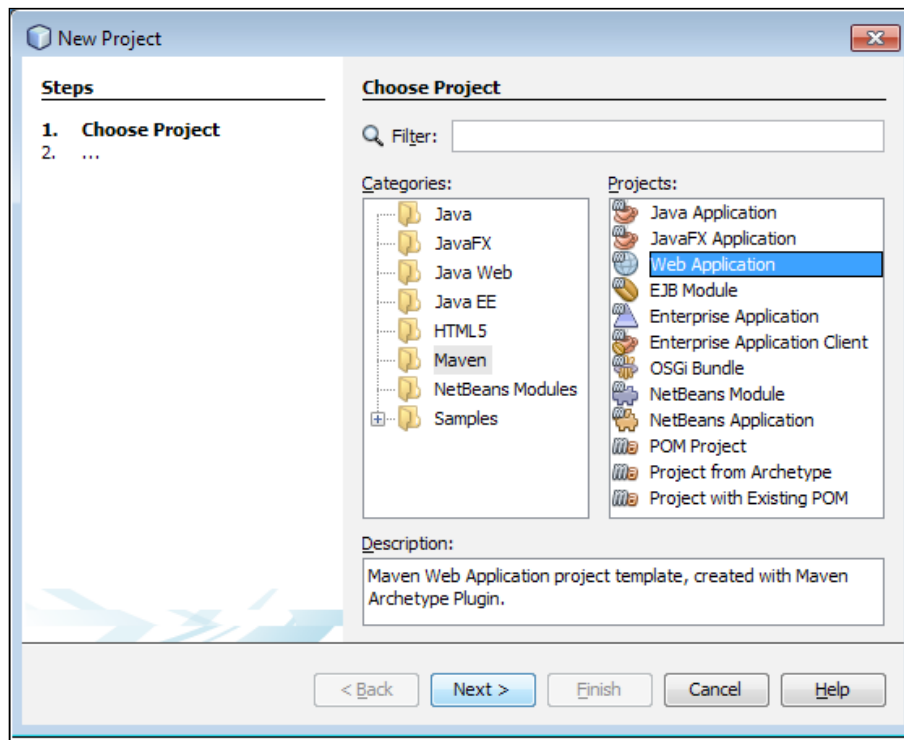 New Project
Steps
1. Choose Project
2. ...
Choose Project
Filter:
Categories:
Java
JavaFX
Java Web
Java EE
HTML5
Maven
NetBeans Modules
Samples
Projects:
Java Application
JavaFX Application
Web Application
EJB Module
Enterprise Application
Enterprise Application Client
OSGi Bundle
NetBeans Module
NetBeans Application
POM Project
Project from Archetype
Project with Existing POM
Description:
Maven Web Application project template, created with Maven
Archetype Plugin.
< Back Next > Finish Cancel Help